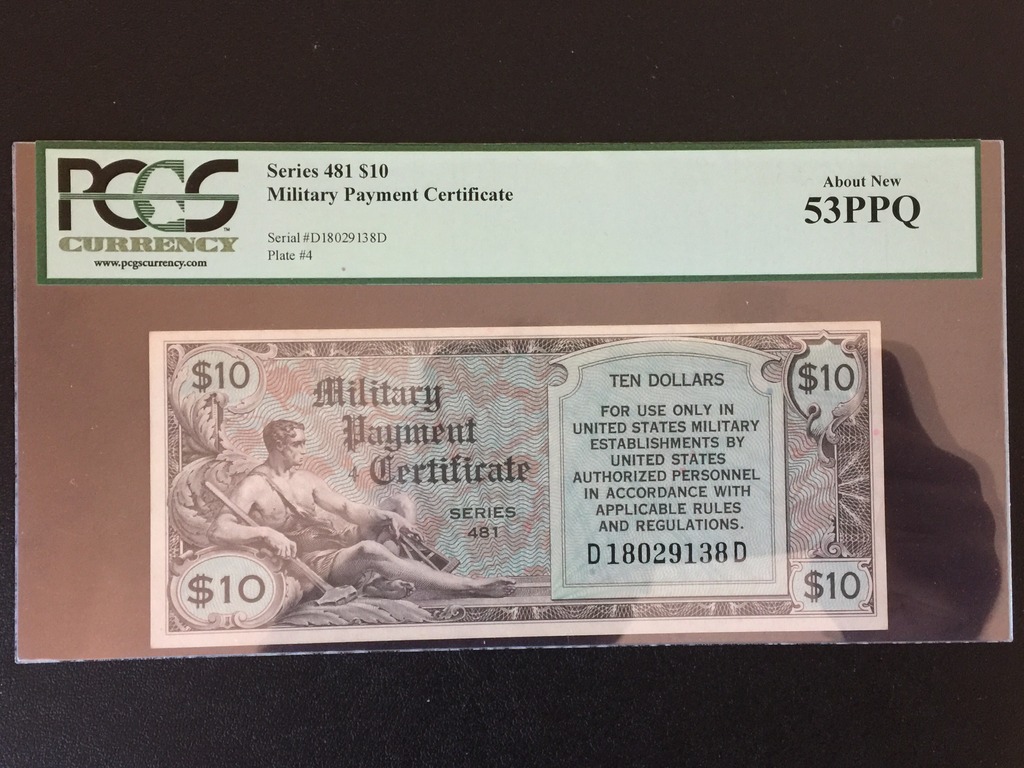 PCGS
CURRENCY
www.pcgscurrency.com
Series 481 $10
Military Payment Certificate
Serial #D18029138D
Plate #4
About New
53PPQ
$10
Military
Payment
4 Certificate
SERIES
481
$10
TEN DOLLARS
FOR USE ONLY IN
UNITED STATES MILITARY
ESTABLISHMENTS BY
UNITED STATES
AUTHORIZED PERSONNEL
IN ACCORDANCE WITH
APPLICABLE RULES
AND REGULATIONS.
D18029138D
$10
$10